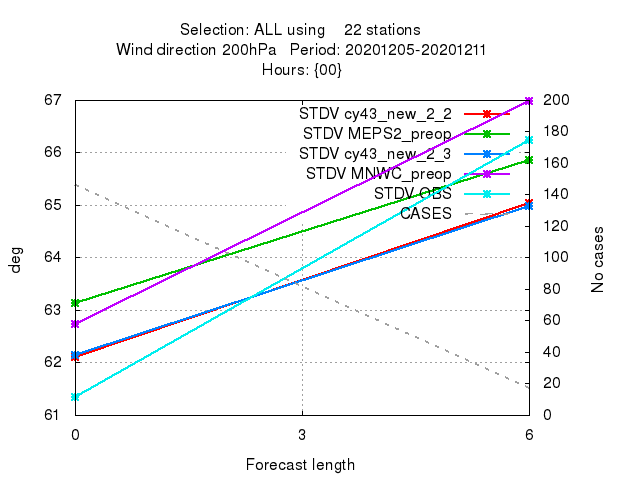 Selection: ALL using    22 stations
Wind direction 200hPa   Period: 20201205-20201211
Hours: {00}
67 200
STDV cy43_new_2_2
180
STDV MEPS2_preop
66 160
STDV cy43_new_2_3
STDV MNWC_preop
140
STDV OBS
65
CASES
120
64 100
deg
No cases
80
63
60
62 40
20
61 0
0 3 6
Forecast length